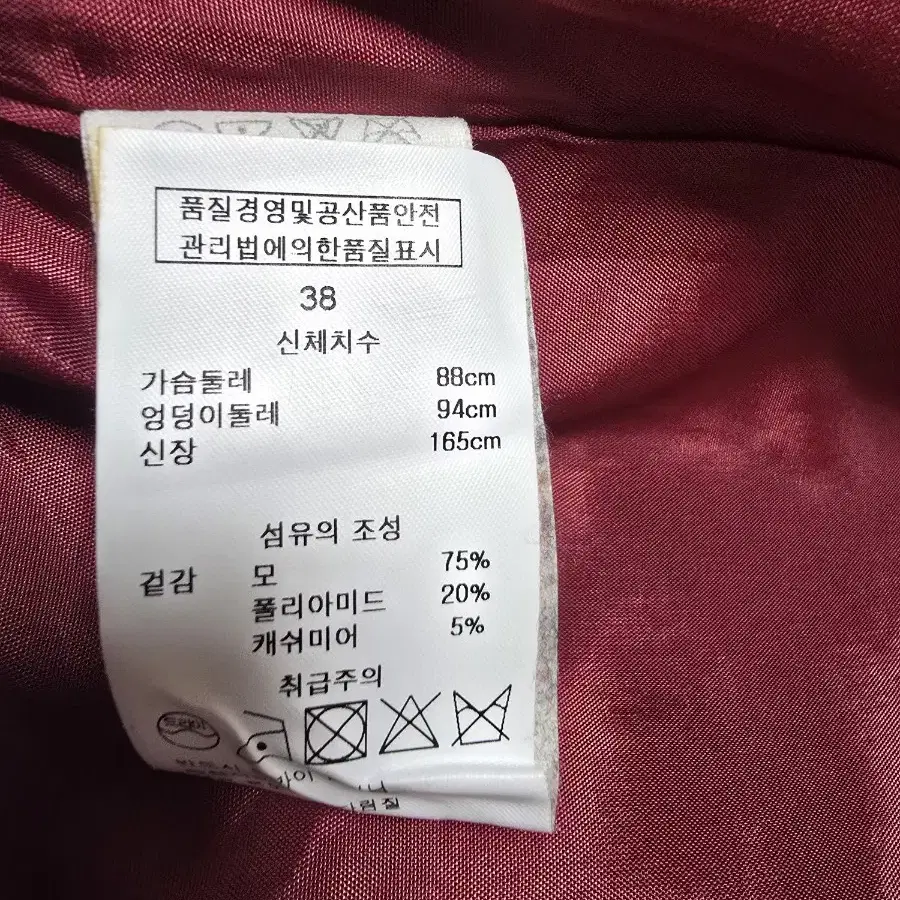 품질경영및공산품안전
관리법에의한품질표시
38
신체치수
가슴둘레 88cm
엉덩이둘레 94cm
신장 165cm
섬유의 조성
겉감 모 75%
폴리아미드 20%
캐쉬미어 5%
취급주의
드라이